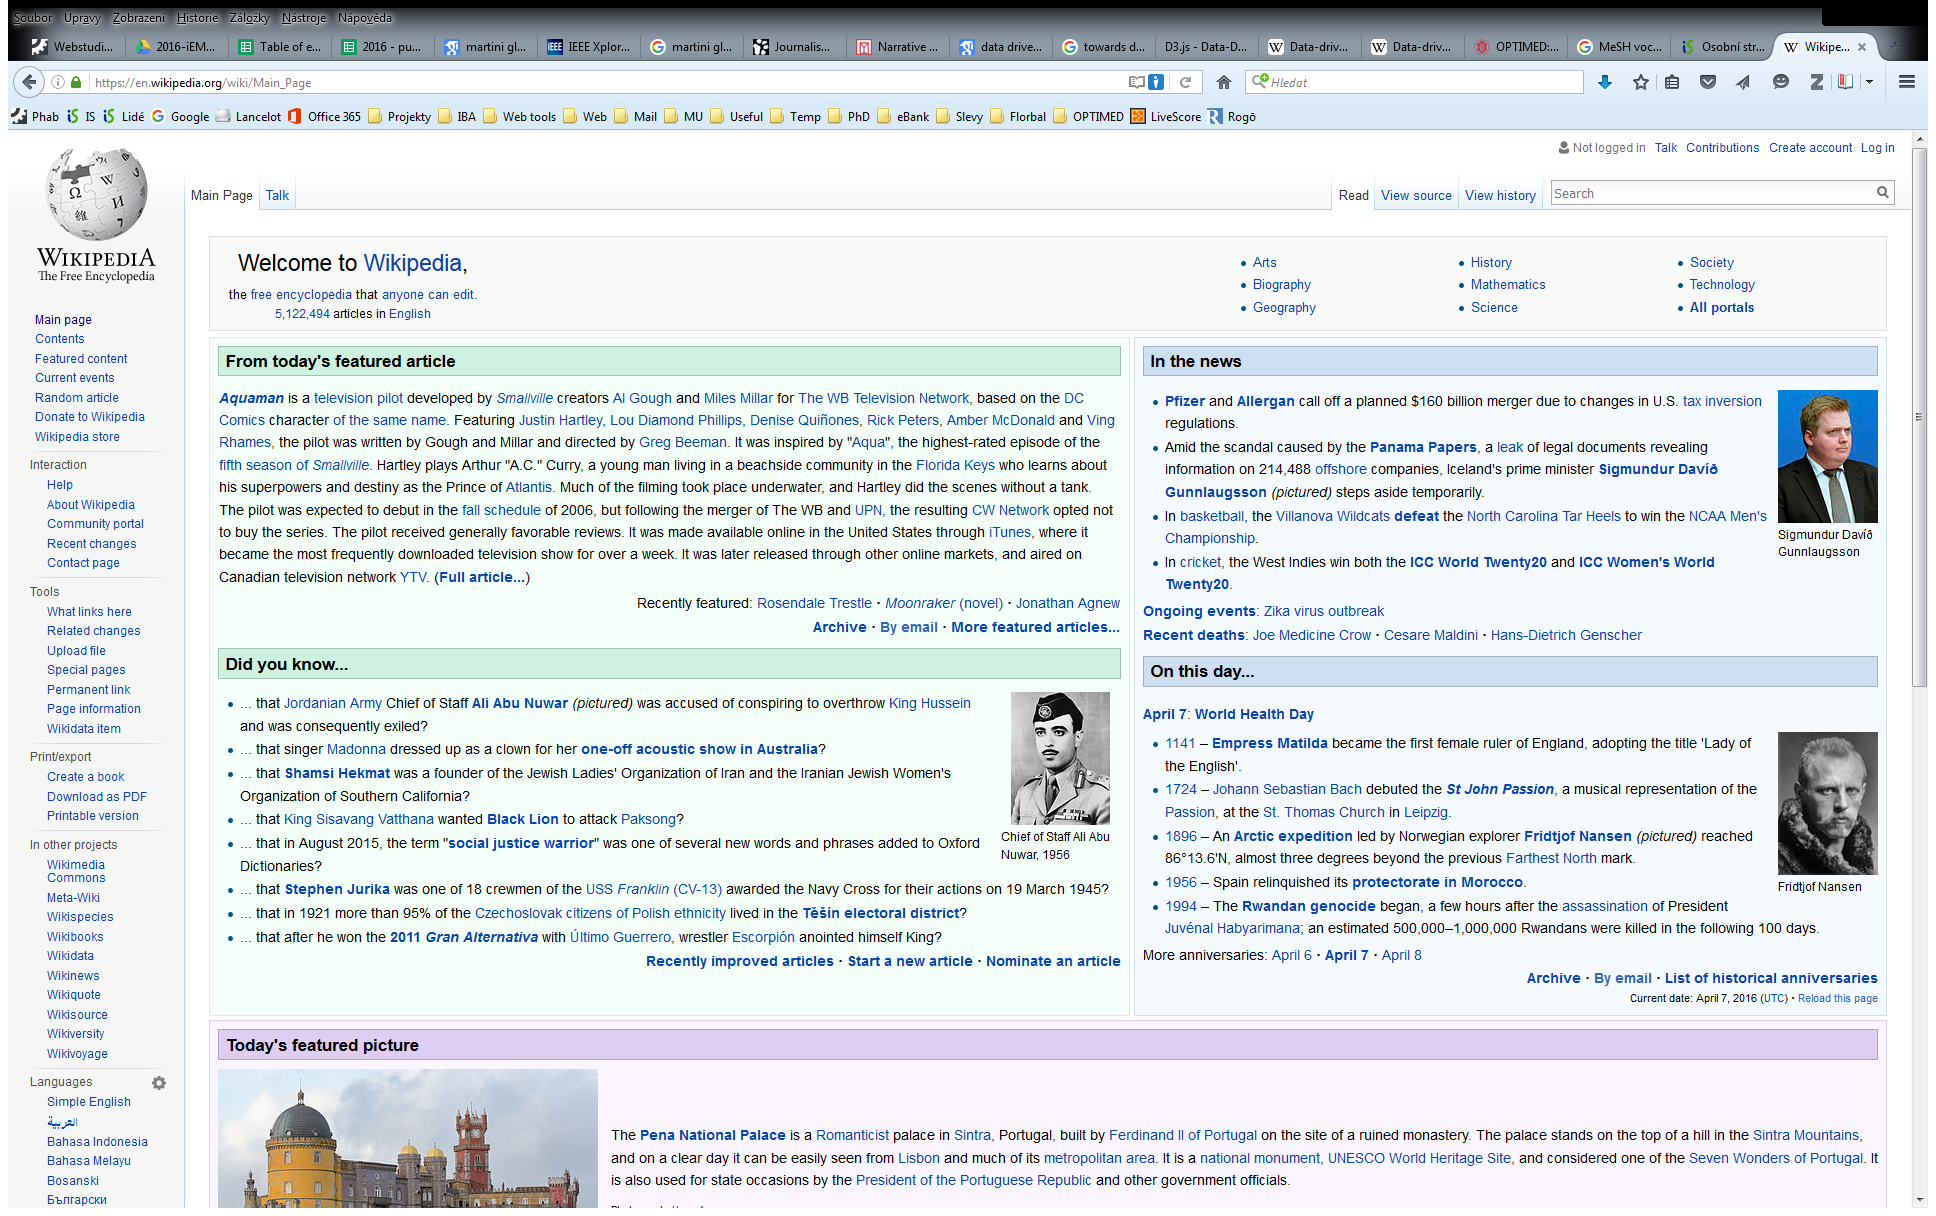 Soubor Úpravy Zobrazení Historie Záložky Nástroje Nápověda
Webstudi... 2016-iEM... Table of e... 2016 - pu... martini gl... IEEE Xplor... martini gl... Journalis... Narrative ... data drive... towards d... D3.js - Data-D... Data-driv... Data-driv... OPTIMED:... MeSH voc... Osobní str... Wikipe...
https://en.wikipedia.org/wiki/Main_Page
Hledat
Phab IS Lidé Google Lancelot Office 365 Projekty IBA Web tools Web Mail MU Useful Temp PhD eBank Slevy Florbal OPTIMED LiveScore Rogō
Not logged in Talk Contributions Create account Log in
Main Page Talk
Read View source View history Search
WIKIPEDIA
The Free Encyclopedia
Main page
Contents
Featured content
Current events
Random article
Donate to Wikipedia
Wikipedia store
Interaction
Help
About Wikipedia
Community portal
Recent changes
Contact page
Tools
What links here
Related changes
Upload file
Special pages
Permanent link
Page information
Wikidata item
Print/export
Create a book
Download as PDF
Printable version
In other projects
Wikimedia
Commons
Meta-Wiki
Wikispecies
Wikibooks
Wikidata
Wikinews
Wikiquote
Wikisource
Wikiversity
Wikivoyage
Languages
Simple English
العربية
Bahasa Indonesia
Bahasa Melayu
Bosanski
Български
Welcome to Wikipedia,
the free encyclopedia that anyone can edit.
5,122,494 articles in English
Arts
Biography
Geography
History
Mathematics
Science
Society
Technology
All portals
From today's featured article
Aquaman is a television pilot developed by Smallville creators Al Gough and Miles Millar for The WB Television Network, based on the DC
Comics character of the same name. Featuring Justin Hartley, Lou Diamond Phillips, Denise Quiñones, Rick Peters, Amber McDonald and Ving
Rhames, the pilot was written by Gough and Millar and directed by Greg Beeman. It was inspired by "Aqua", the highest-rated episode of the
fifth season of Smallville. Hartley plays Arthur "A.C." Curry, a young man living in a beachside community in the Florida Keys who learns about
his superpowers and destiny as the Prince of Atlantis. Much of the filming took place underwater, and Hartley did the scenes without a tank.
The pilot was expected to debut in the fall schedule of 2006, but following the merger of The WB and UPN, the resulting CW Network opted not
to buy the series. The pilot received generally favorable reviews. It was made available online in the United States through iTunes, where it
became the most frequently downloaded television show for over a week. It was later released through other online markets, and aired on
Canadian television network YTV. (Full article...)
Recently featured: Rosendale Trestle · Moonraker (novel) · Jonathan Agnew
Archive · By email · More featured articles...
Did you know...
... that Jordanian Army Chief of Staff Ali Abu Nuwar (pictured) was accused of conspiring to overthrow King Hussein
and was consequently exiled?
... that singer Madonna dressed up as a clown for her one-off acoustic show in Australia?
... that Shamsi Hekmat was a founder of the Jewish Ladies' Organization of Iran and the Iranian Jewish Women's
Organization of Southern California?
... that King Sisavang Vatthana wanted Black Lion to attack Paksong?
... that in August 2015, the term "social justice warrior" was one of several new words and phrases added to Oxford
Dictionaries?
... that Stephen Jurika was one of 18 crewmen of the USS Franklin (CV-13) awarded the Navy Cross for their actions on 19 March 1945?
... that in 1921 more than 95% of the Czechoslovak citizens of Polish ethnicity lived in the Těšín electoral district?
... that after he won the 2011 Gran Alternativa with Último Guerrero, wrestler Escorpión anointed himself King?
Chief of Staff Ali Abu
Nuwar, 1956
Recently improved articles · Start a new article · Nominate an article
In the news
Pfizer and Allergan call off a planned $160 billion merger due to changes in U.S. tax inversion
regulations.
Amid the scandal caused by the Panama Papers, a leak of legal documents revealing
information on 214,488 offshore companies, Iceland's prime minister Sigmundur Davíð
Gunnlaugsson (pictured) steps aside temporarily.
In basketball, the Villanova Wildcats defeat the North Carolina Tar Heels to win the NCAA Men's
Championship.
In cricket, the West Indies win both the ICC World Twenty20 and ICC Women's World
Twenty20.
Sigmundur Davíð
Gunnlaugsson
Ongoing events: Zika virus outbreak
Recent deaths: Joe Medicine Crow · Cesare Maldini · Hans-Dietrich Genscher
On this day...
April 7: World Health Day
1141 – Empress Matilda became the first female ruler of England, adopting the title 'Lady of
the English'.
1724 – Johann Sebastian Bach debuted the St John Passion, a musical representation of the
Passion, at the St. Thomas Church in Leipzig.
1896 – An Arctic expedition led by Norwegian explorer Fridtjof Nansen (pictured) reached
86°13.6'N, almost three degrees beyond the previous Farthest North mark.
1956 – Spain relinquished its protectorate in Morocco.
1994 – The Rwandan genocide began, a few hours after the assassination of President
Juvénal Habyarimana; an estimated 500,000–1,000,000 Rwandans were killed in the following 100 days.
Fridtjof Nansen
More anniversaries: April 6 · April 7 · April 8
Archive · By email · List of historical anniversaries
Current date: April 7, 2016 (UTC) · Reload this page
Today's featured picture
The Pena National Palace is a Romanticist palace in Sintra, Portugal, built by Ferdinand II of Portugal on the site of a ruined monastery. The palace stands on the top of a hill in the Sintra Mountains,
and on a clear day it can be easily seen from Lisbon and much of its metropolitan area. It is a national monument, UNESCO World Heritage Site, and considered one of the Seven Wonders of Portugal. It
is also used for state occasions by the President of the Portuguese Republic and other government officials.